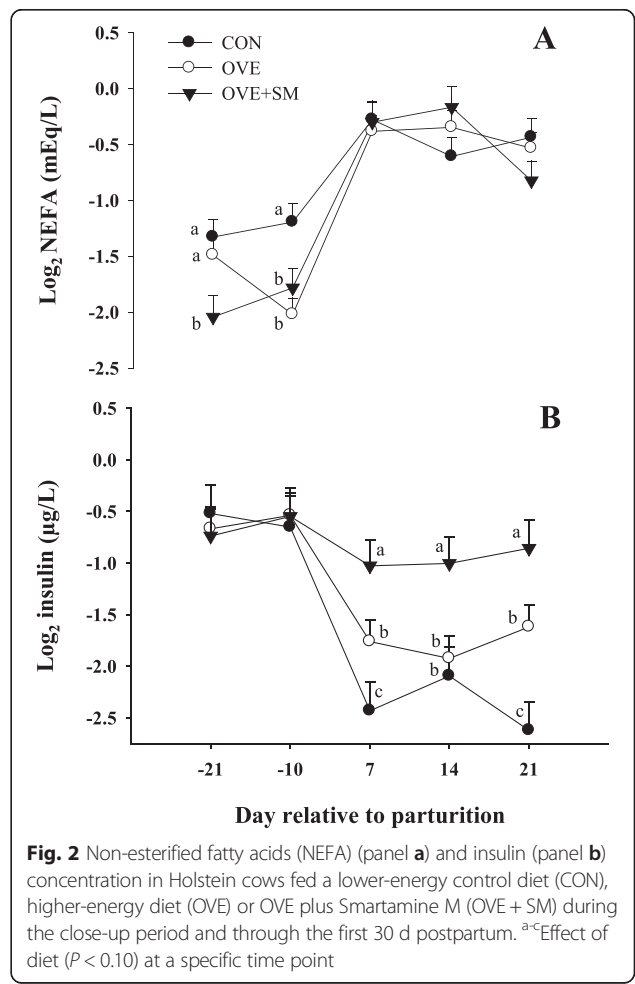 A
CON
OVE
OVE+SM
Log2 NEFA (mEq/L)
0.5
0.0
-0.5
-1.0
-1.5
-2.0
-2.5
a
a
a
b
b
b
B
Log2 insulin (µg/L)
0.5
0.0
-0.5
-1.0
-1.5
-2.0
-2.5
a
a
a
b
b
b
b
c
c
-21 -10 7 14 21
Day relative to parturition
Fig. 2 Non-esterified fatty acids (NEFA) (panel a) and insulin (panel b)
concentration in Holstein cows fed a lower-energy control diet (CON),
higher-energy diet (OVE) or OVE plus Smartamine M (OVE + SM) during
the close-up period and through the first 30 d postpartum. a-cEffect of
diet (P < 0.10) at a specific time point